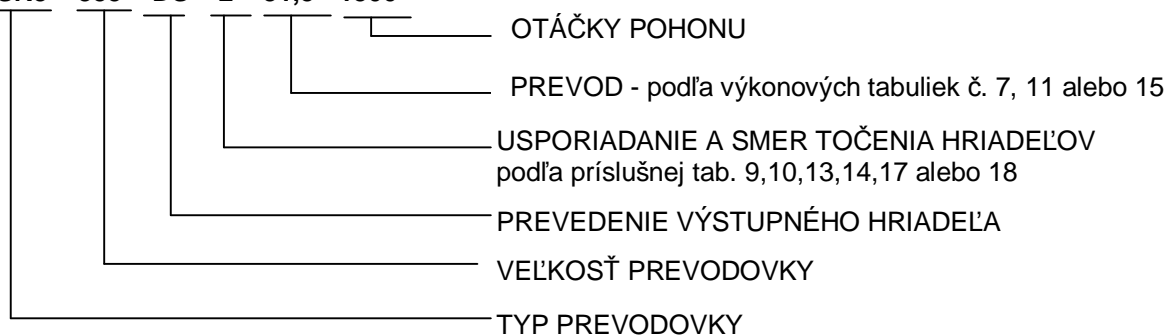 OTÁČKY POHONU
PREVOD - podľa výkonových tabuliek č. 7, 11 alebo 15
USPORIADANIE A SMER TOČENIA HRIADEĽOV
podľa príslušnej tab. 9,10,13,14,17 alebo 18
PREVEDENIE VÝSTUPNÉHO HRIADEĽA
VEĽKOSŤ PREVODOVKY
TYP PREVODOVKY